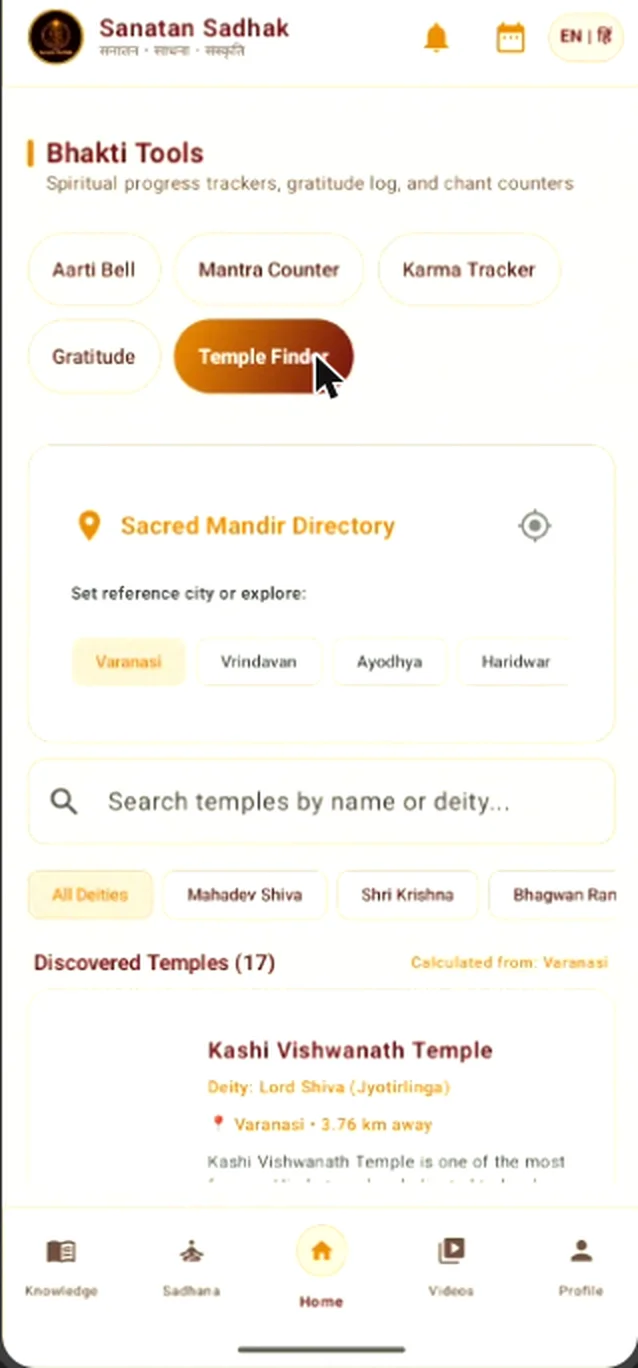 Sanatan Sadhak
सनातन • साधना • संस्कृति
EN | हिं
Bhakti Tools
Spiritual progress trackers, gratitude log, and chant counters
Aarti Bell
Mantra Counter
Karma Tracker
Gratitude
Temple Finder
Sacred Mandir Directory
Set reference city or explore:
Varanasi
Vrindavan
Ayodhya
Haridwar
Search temples by name or deity...
All Deities
Mahadev Shiva
Shri Krishna
Bhagwan Ram
Discovered Temples (17)
Calculated from: Varanasi
Kashi Vishwanath Temple
Deity: Lord Shiva (Jyotirlinga)
Varanasi • 3.76 km away
Kashi Vishwanath Temple is one of the most
Knowledge
Sadhana
Home
Videos
Profile